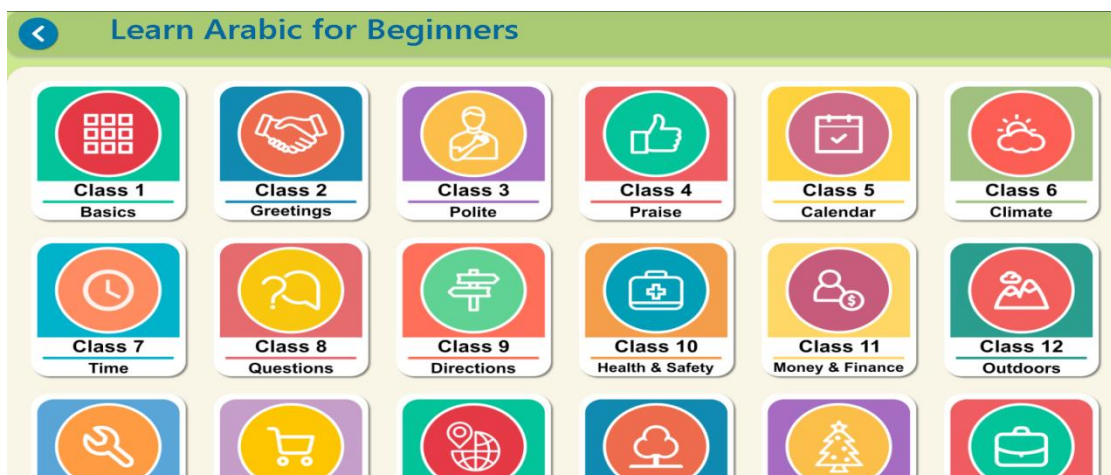 Learn Arabic for Beginners
Class 1
Basics
Class 2
Greetings
Class 3
Polite
Class 4
Praise
Class 5
Calendar
Class 6
Climate
Class 7
Time
Class 8
Questions
Class 9
Directions
Class 10
Health & Safety
Class 11
Money & Finance
Class 12
Outdoors